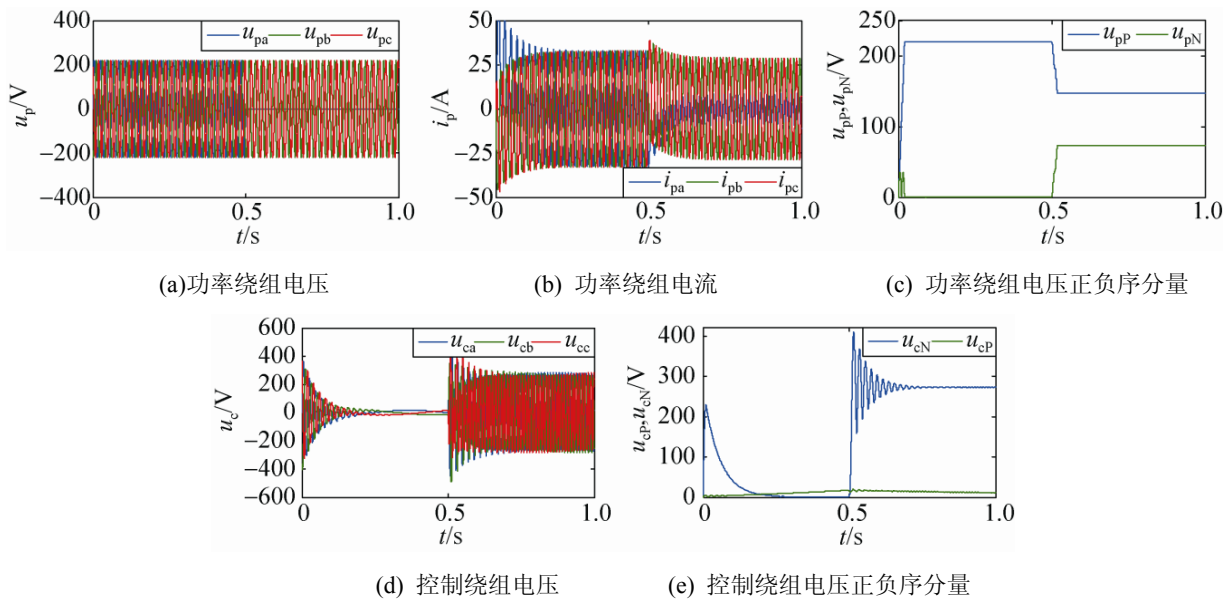 400
200
0
−200
−400
u_p/V
u_pa u_pb u_pc
0 0.5 1.0
t/s
(a)功率绕组电压
50
25
0
−25
50
i_p/A
i_pa i_pb i_pc
0 0.5 1.0
t/s
(b) 功率绕组电流
250
200
100
0
u_pP,u_pN/V
u_pP u_pN
0 0.5 1.0
t/s
(c) 功率绕组电压正负序分量
600
400
200
0
−200
−400
−600
u_c/V
u_ca u_cb u_cc
0 0.5 1.0
t/s
(d) 控制绕组电压
400
300
200
100
0
u_cP,u_cN/V
u_cN u_cP
0 0.5 1.0
t/s
(e) 控制绕组电压正负序分量